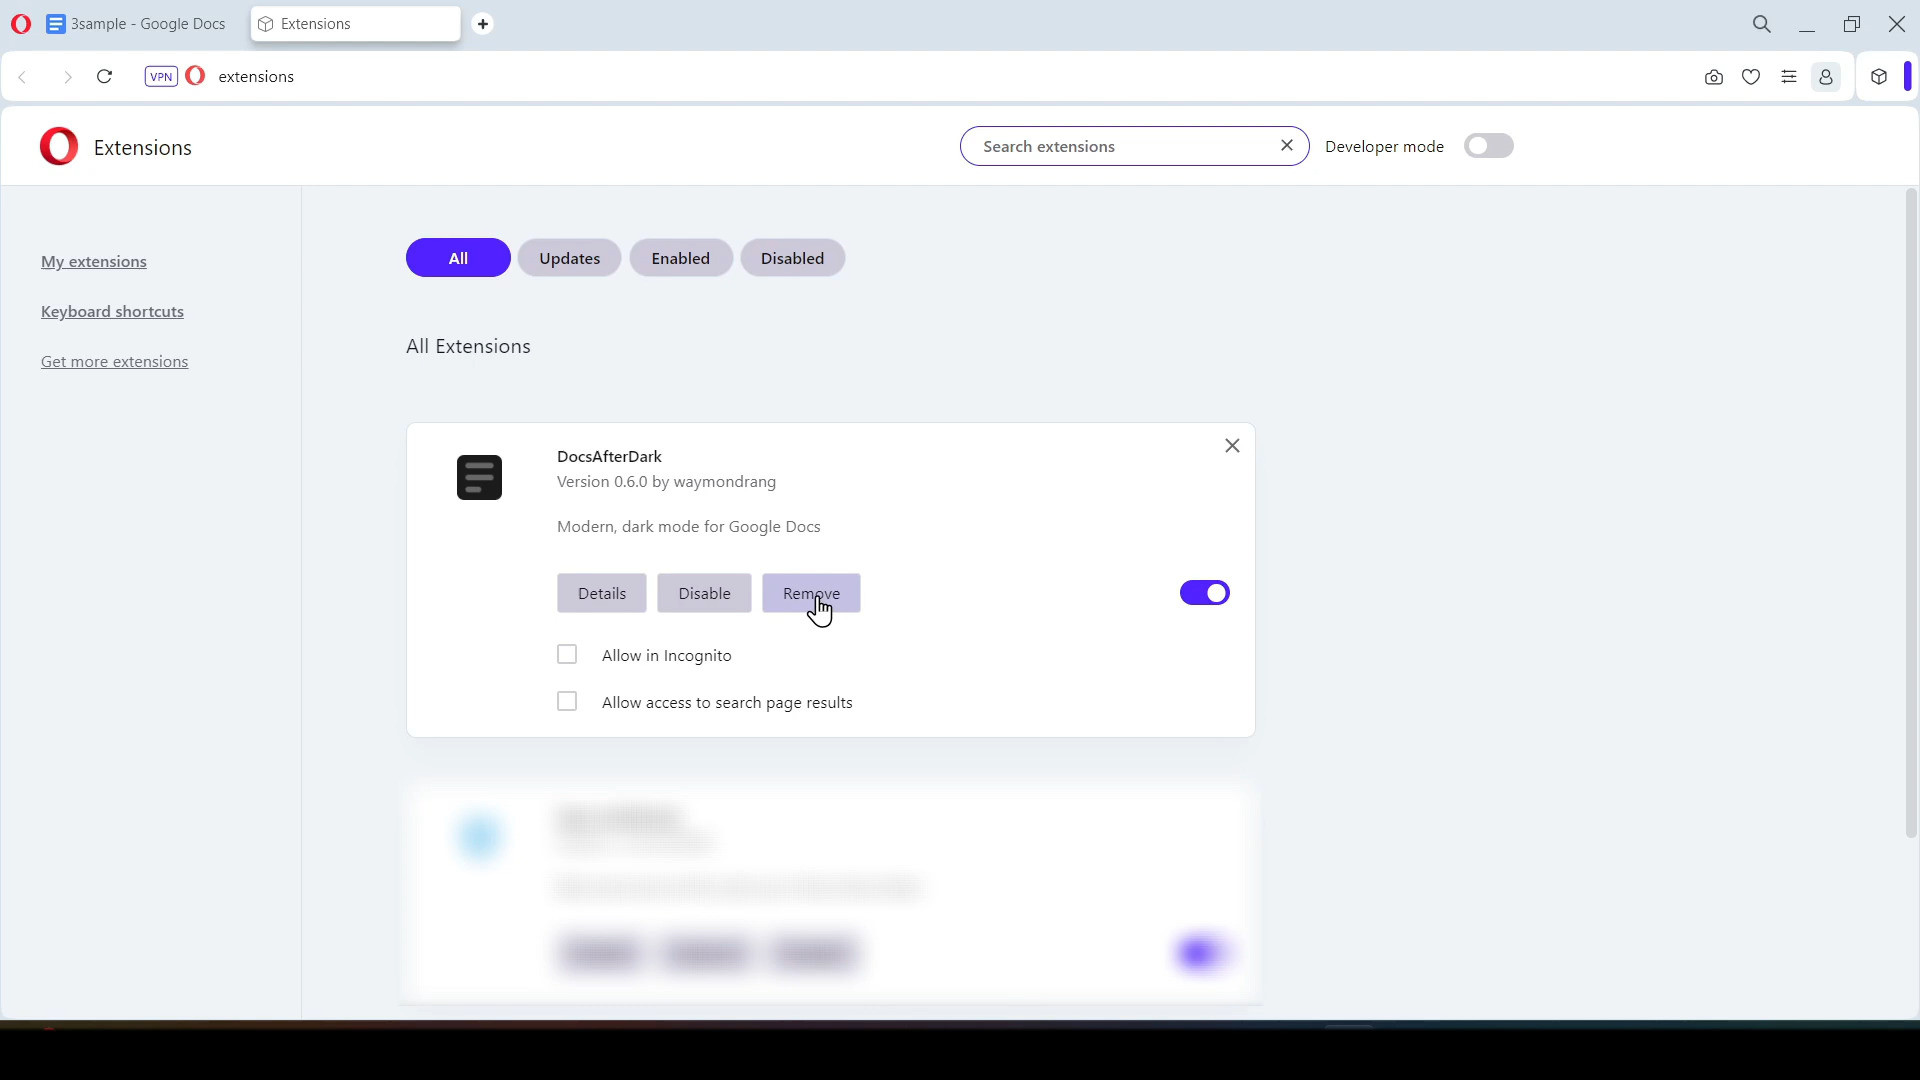 3sample - Google Docs
Extensions
VPN
extensions
Extensions
Search extensions
Developer mode
My extensions
Keyboard shortcuts
Get more extensions
All
Updates
Enabled
Disabled
All Extensions
DocsAfterDark
Version 0.6.0 by waymondrang
Modern, dark mode for Google Docs
Details
Disable
Remove
Allow in Incognito
Allow access to search page results